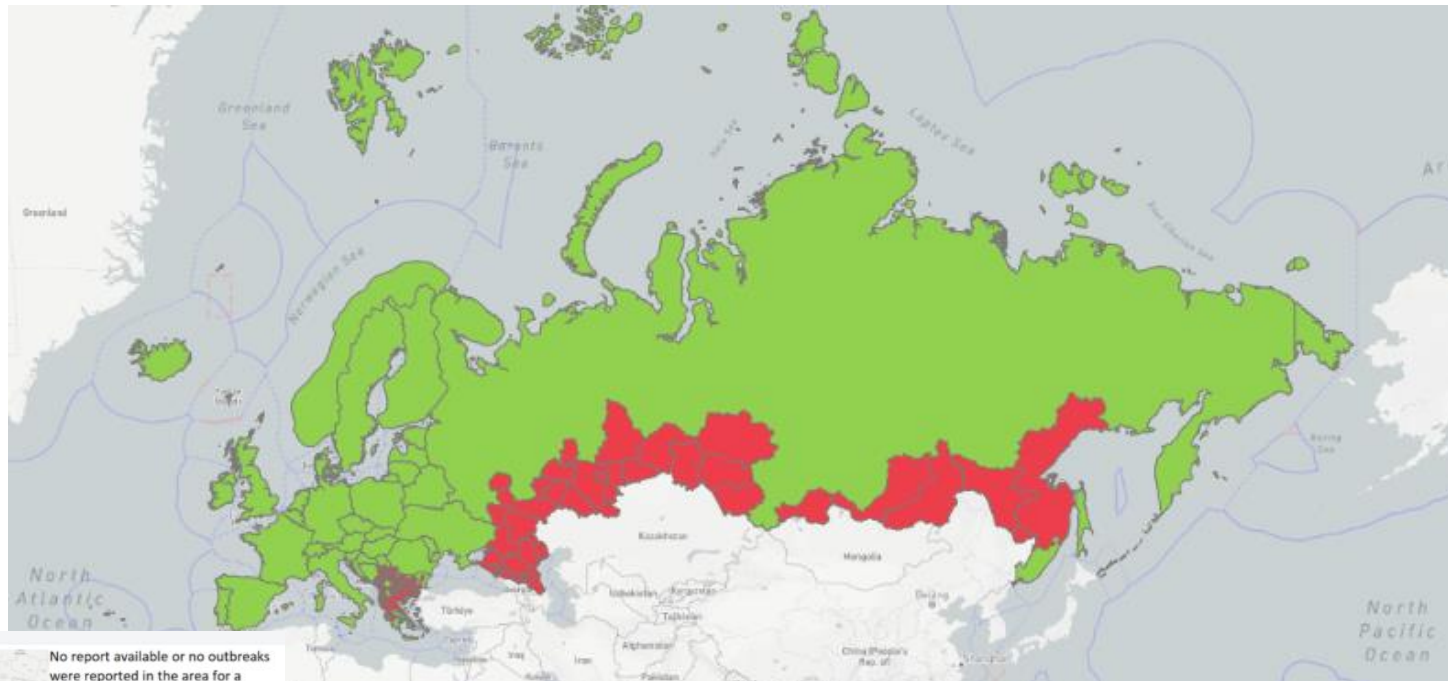 Greenland
Sea
Barents
Sea
Laptev Sea
Greenland
Norwegian Sea
East Siberian Sea
Bering
Sea
Kazakhstan
Mongolia
North
Atlantic
Ocean
Türkiye
Uzbekistan
Kyrgyzstan
Tajikistan
Beijing
North
Pacific
Ocean
Iraq
Iran
Afghanistan
Pakistan
China (People's
Rep. of)
Shanghai
No report available or no outbreaks
were reported in the area for a